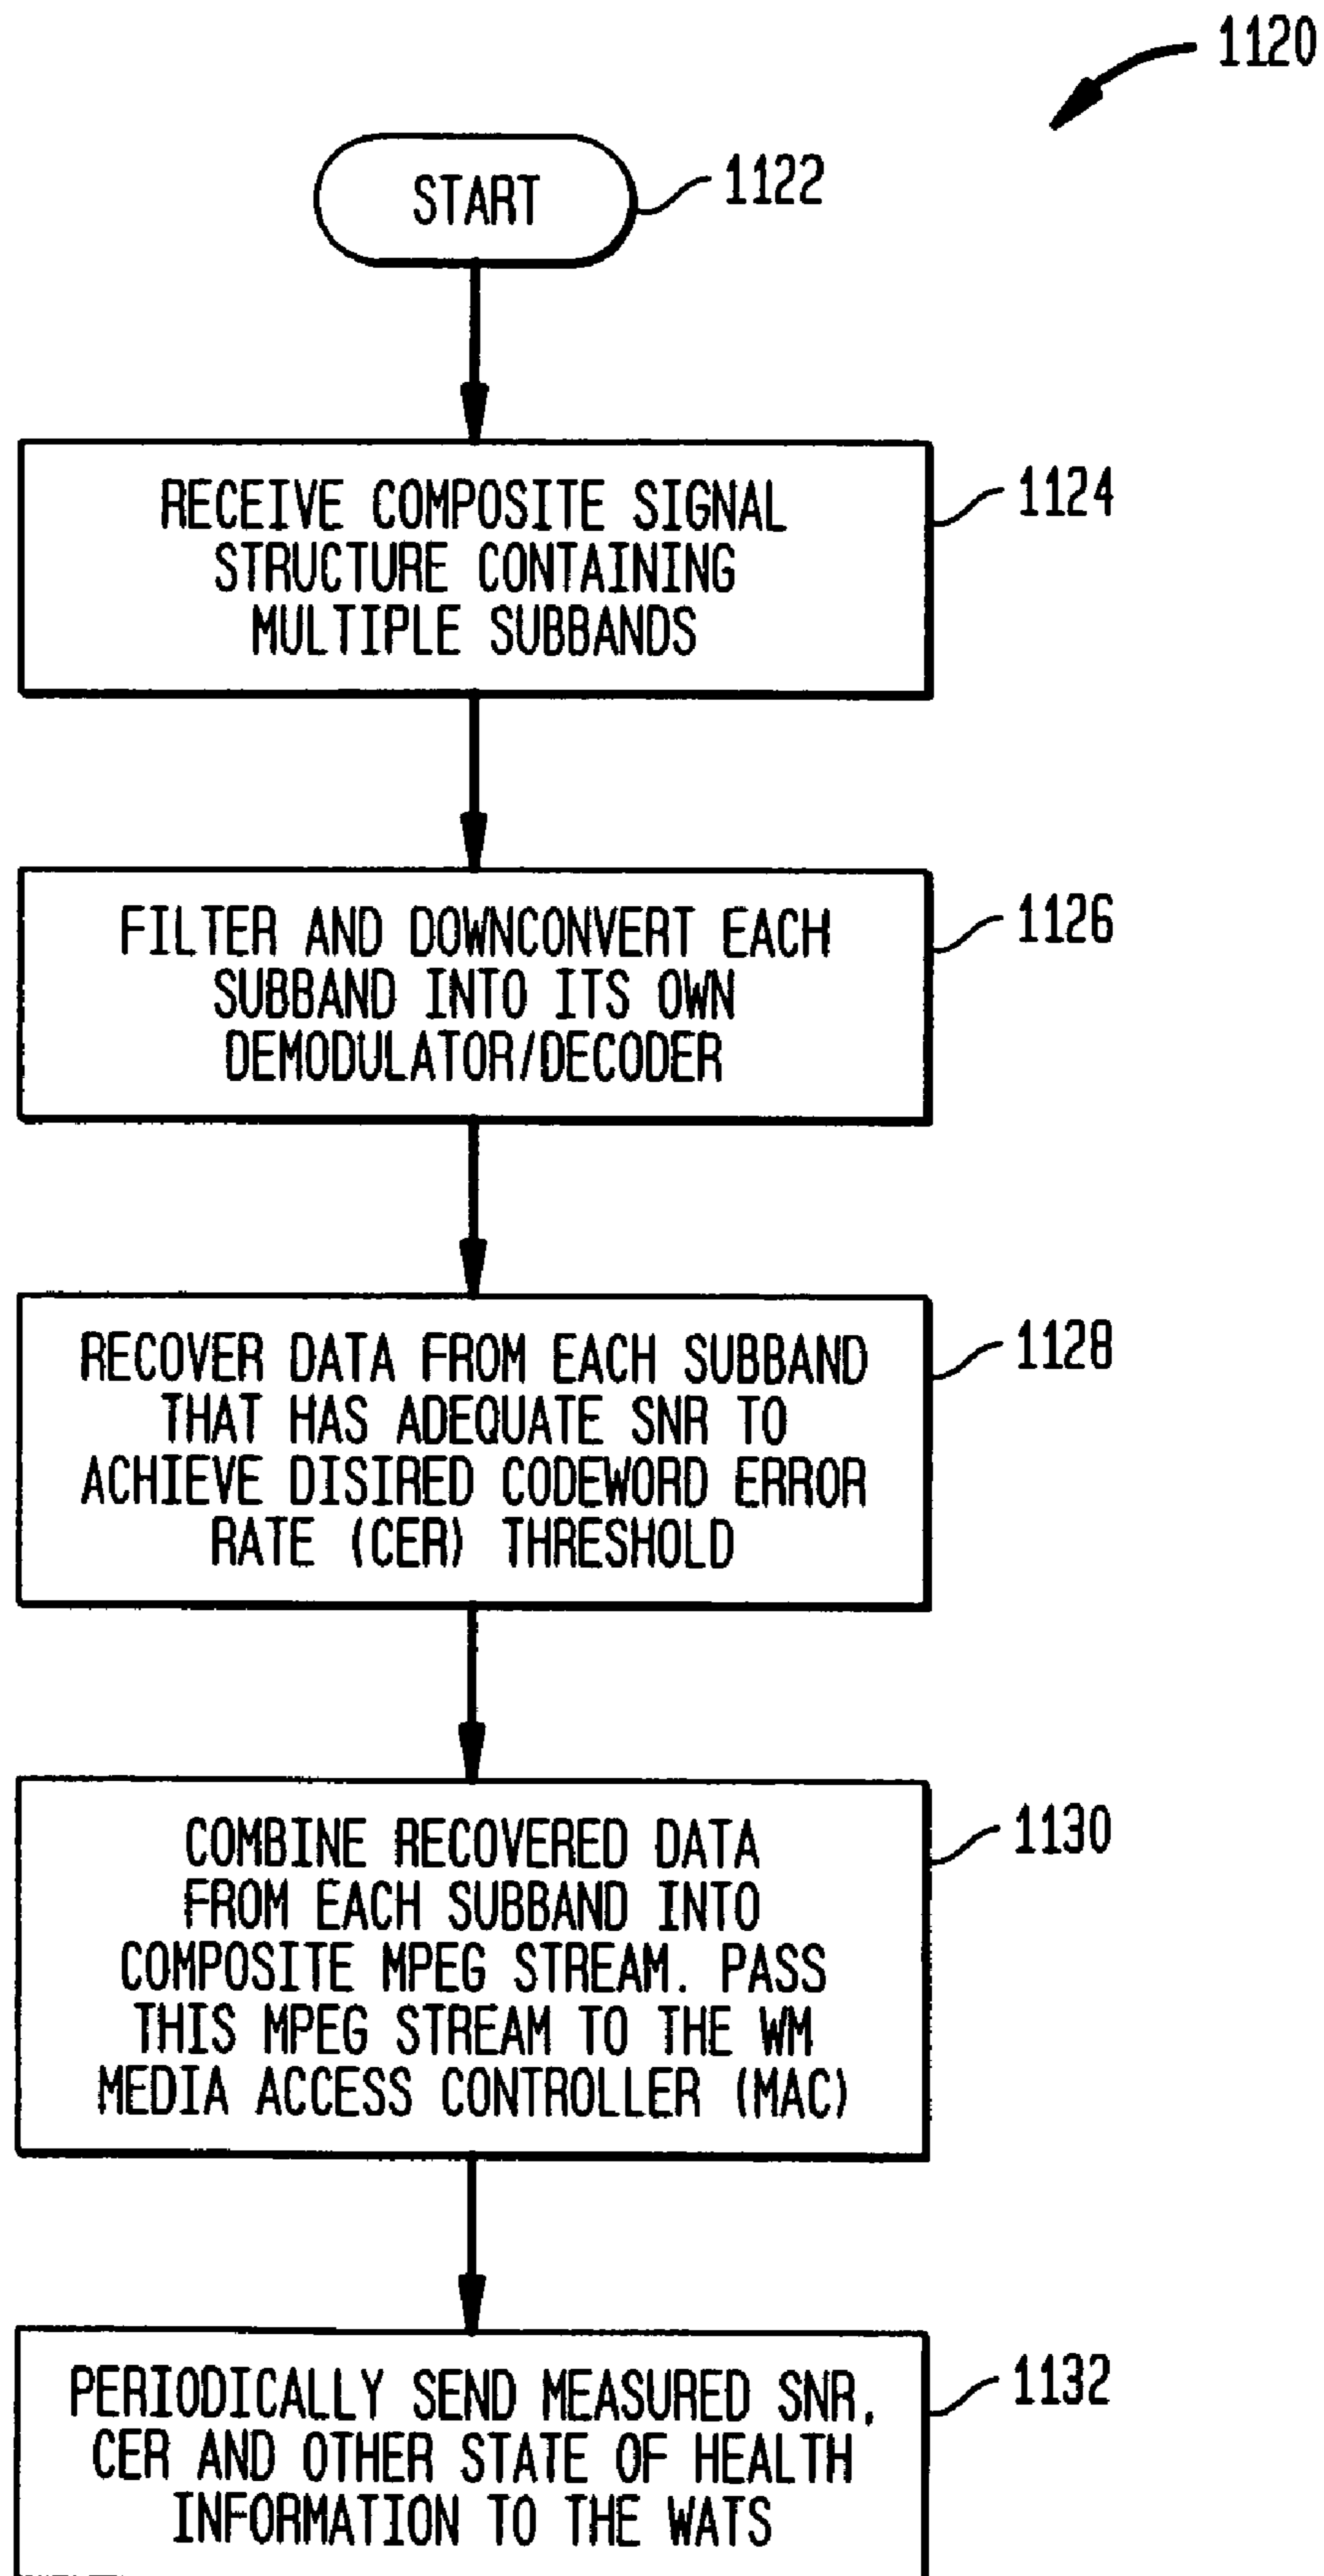 1120
START
1122
RECEIVE COMPOSITE SIGNAL
STRUCTURE CONTAINING
MULTIPLE SUBBANDS
1124
FILTER AND DOWNCONVERT EACH
SUBBAND INTO ITS OWN
DEMODULATOR/DECODER
1126
RECOVER DATA FROM EACH SUBBAND
THAT HAS ADEQUATE SNR TO
ACHIEVE DISIRED CODEWORD ERROR
RATE (CER) THRESHOLD
1128
COMBINE RECOVERED DATA
FROM EACH SUBBAND INTO
COMPOSITE MPEG STREAM. PASS
THIS MPEG STREAM TO THE WM
MEDIA ACCESS CONTROLLER (MAC)
1130
PERIODICALLY SEND MEASURED SNR,
CER AND OTHER STATE OF HEALTH
INFORMATION TO THE WATS
1132